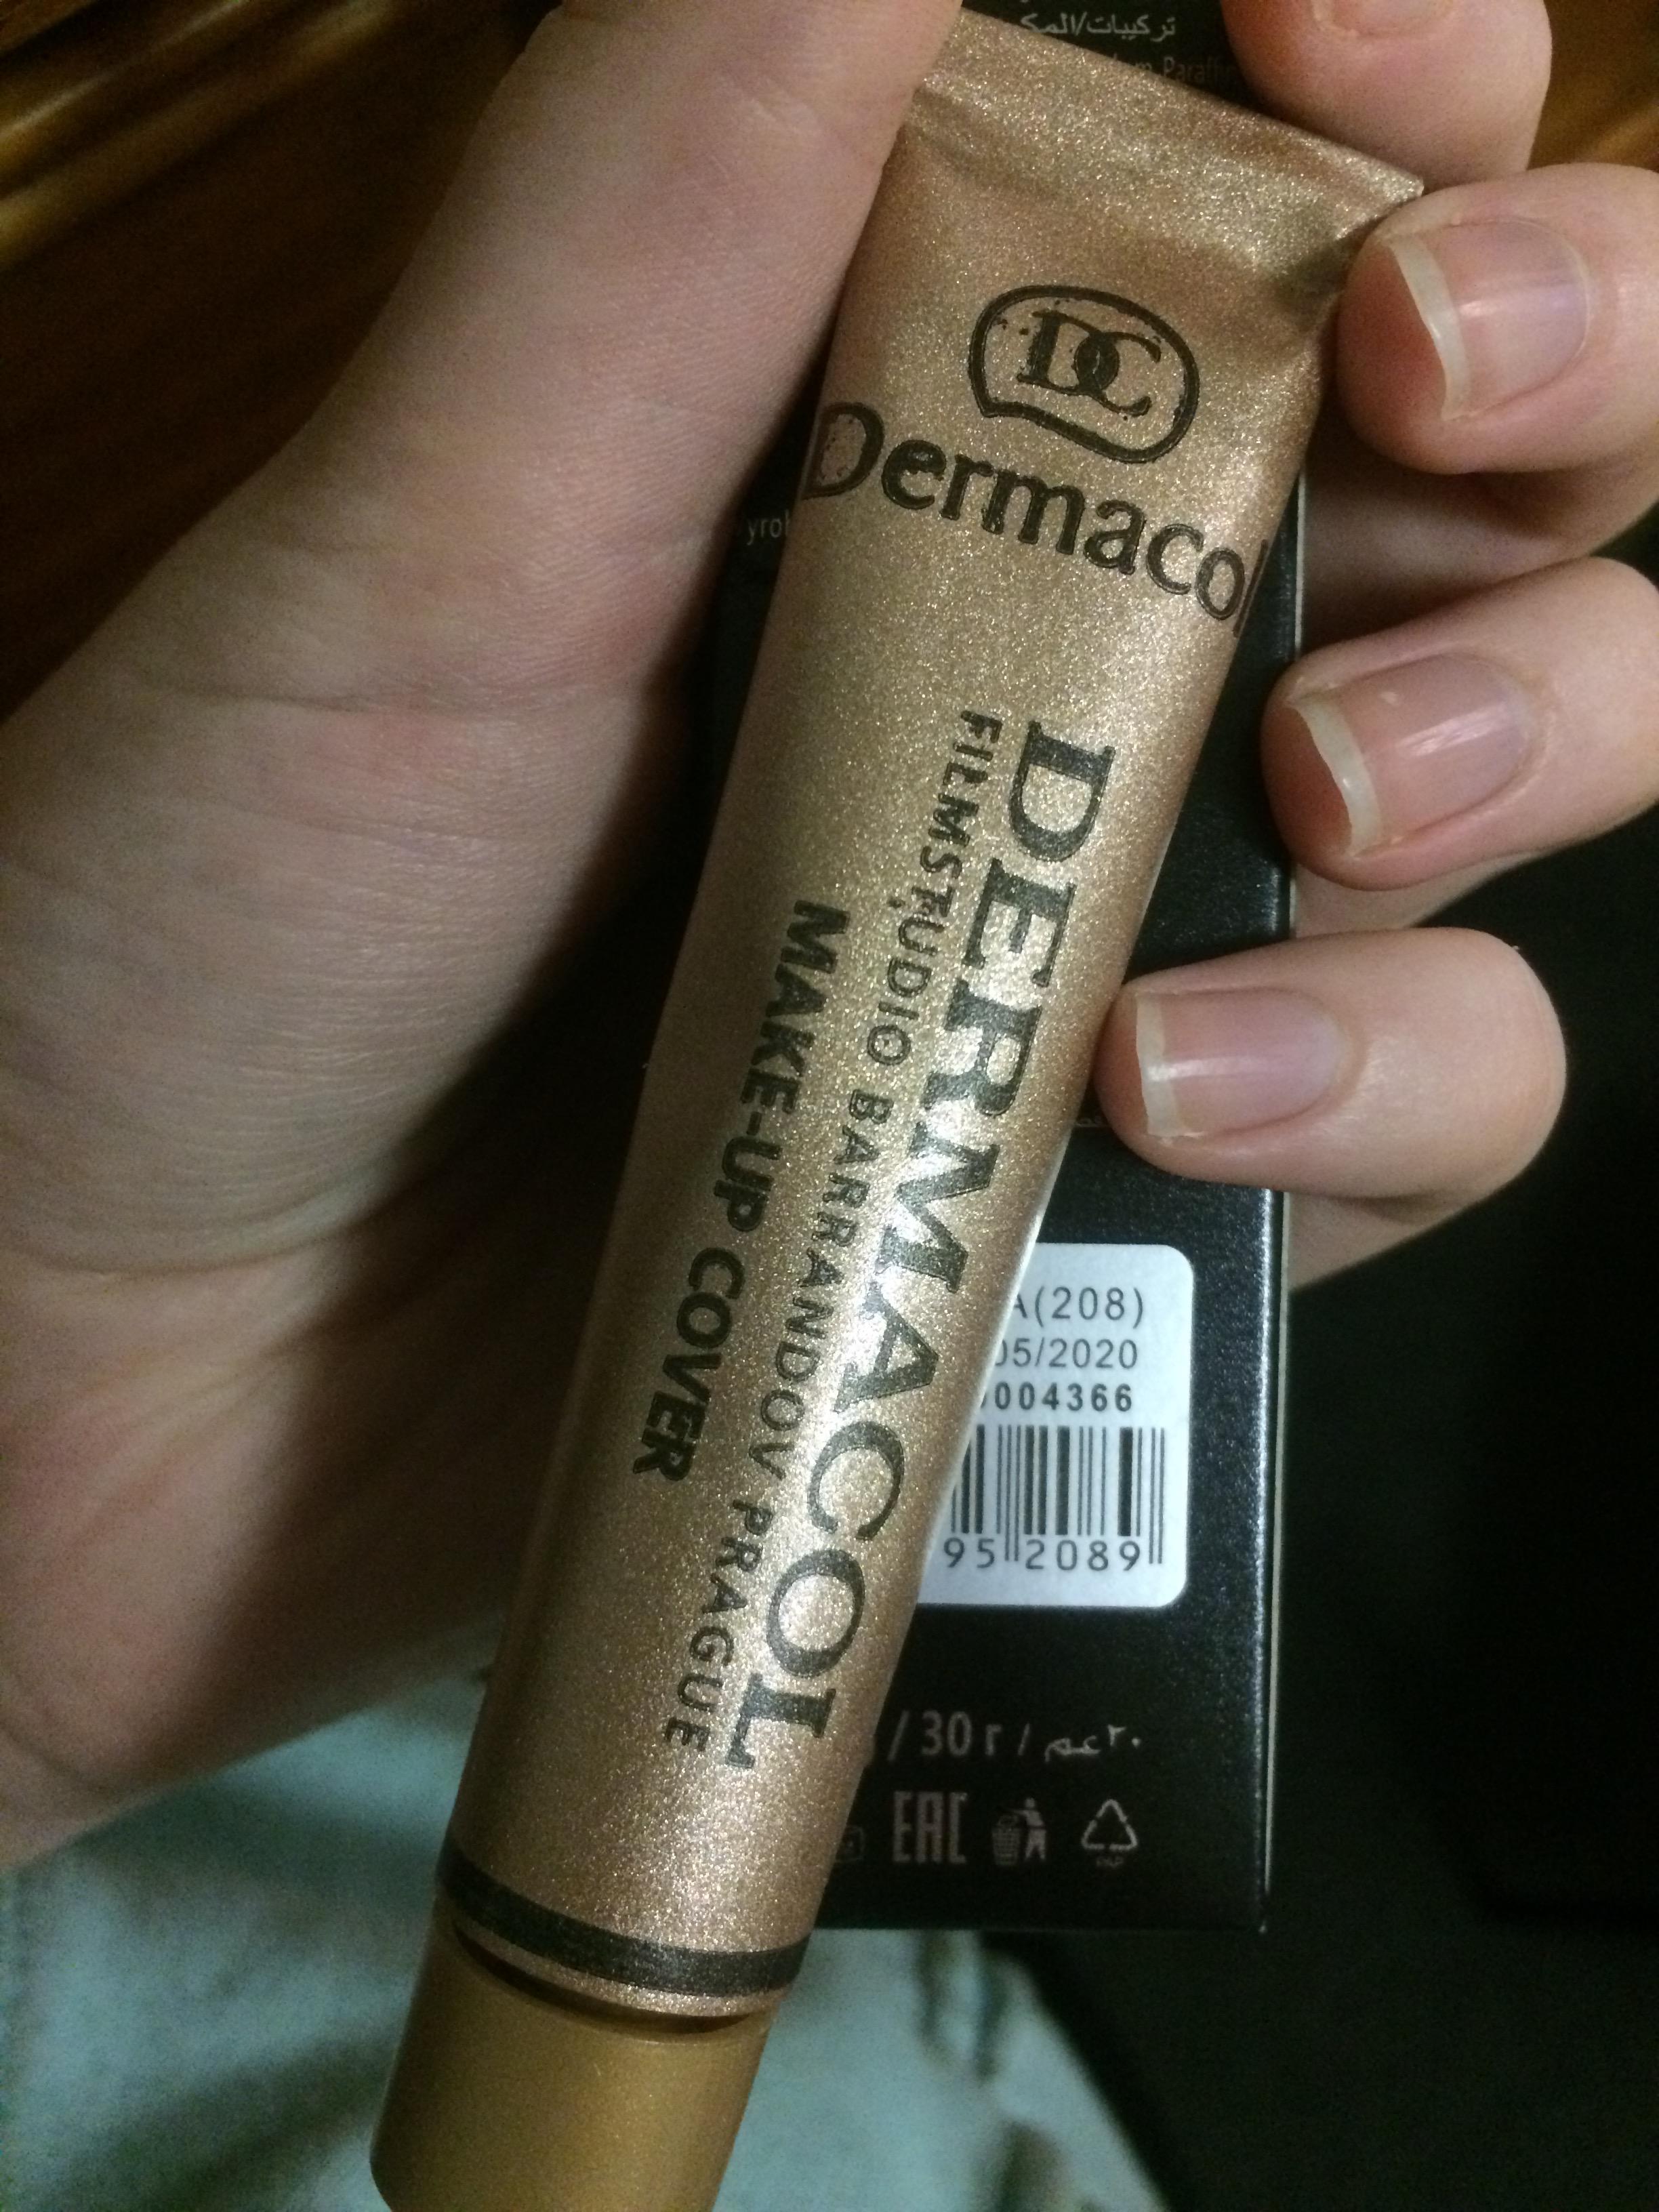 تركيبات/المك
DC
Dermacol
DERMACOL
FILMSTUDIO BARRANDOV PRAGUE
MAKE-UP COVER
A(208)
05/2020
004366
95 2089
/ 30 г / ٣٠عم
EAC